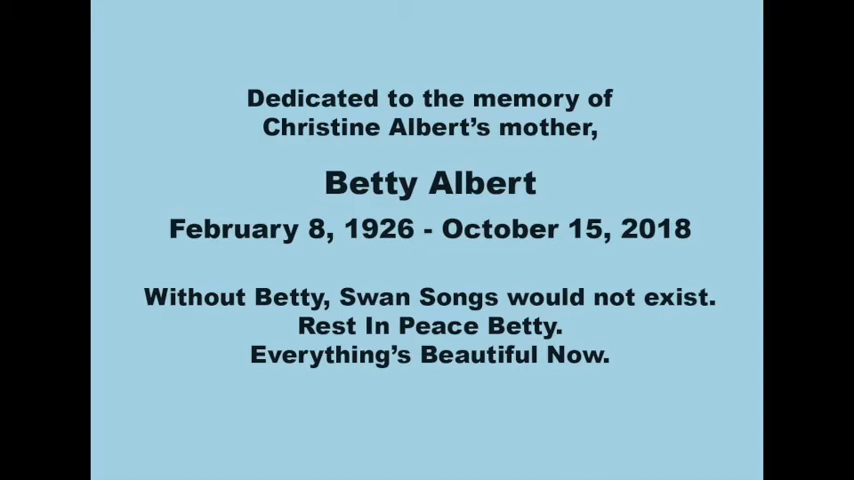 Dedicated to the memory of
Christine Albert's mother,
Betty Albert
February 8, 1926 - October 15, 2018
Without Betty, Swan Songs would not exist.
Rest In Peace Betty.
Everything's Beautiful Now.